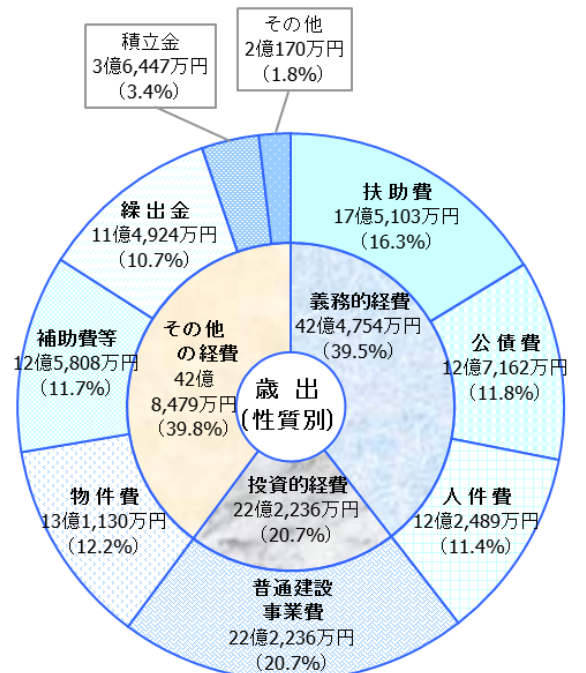 積立金
3億6,447万円
(3.4%)
その他
2億170万円
(1.8%)
扶助費
17億5,103万円
(16.3%)
公債費
12億7,162万円
(11.8%)
人件費
12億2,489万円
(11.4%)
普通建設
事業費
22億2,236万円
(20.7%)
物件費
13億1,130万円
(12.2%)
補助費等
12億5,808万円
(11.7%)
繰出金
11億4,924万円
(10.7%)
義務的経費
42億4,754万円
(39.5%)
投資的経費
22億2,236万円
(20.7%)
その他
の経費
42億
8,479万円
(39.8%)
歳出
(性質別)